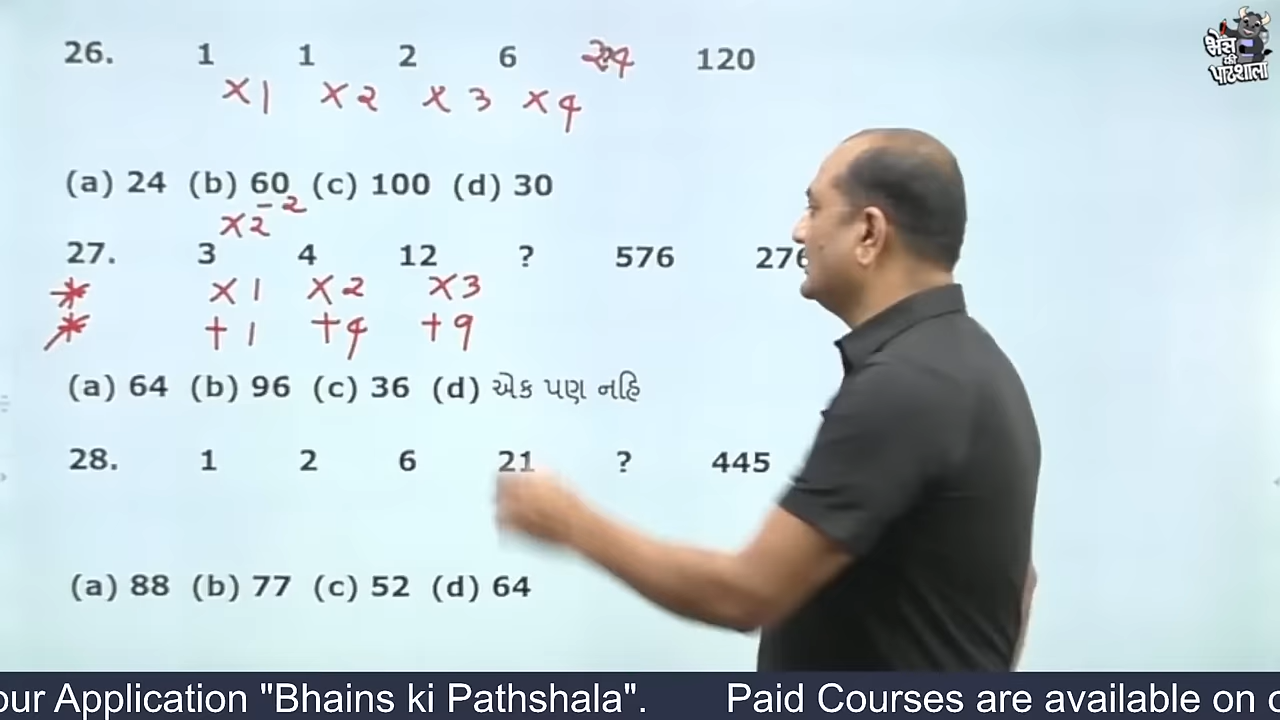 भैंस
की
पाठशाला
26. 1 1 2 6 24 120
×1 ×2 ×3 ×4
(a) 24 (b) 60 (c) 100 (d) 30
×2 -2
27. 3 4 12 ? 576 276
* ×1 ×2 ×3
* +1 +4 +9
(a) 64 (b) 96 (c) 36 (d) એક પણ નહિ
28. 1 2 6 21 ? 445
(a) 88 (b) 77 (c) 52 (d) 64
our Application "Bhains ki Pathshala". Paid Courses are available on